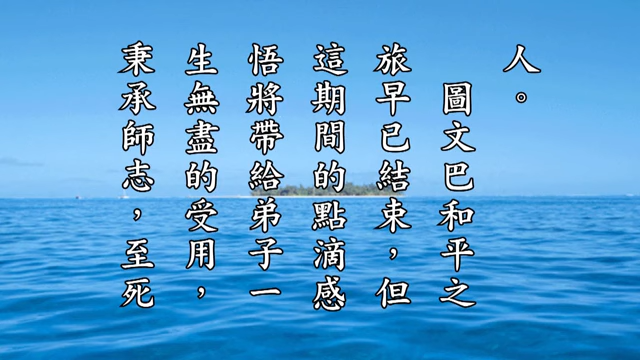 人。
圖文巴和平之
旅早已結束，但
這期間的點滴感
悟將帶給弟子一
生無盡的受用，
秉承師志，至死